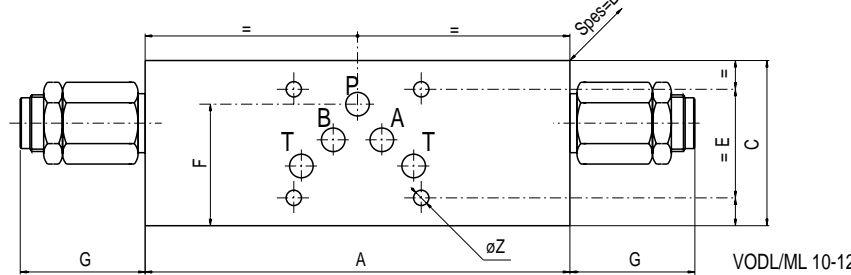 = =
Spes=
P
B A
T T
F
=
= E
C
øZ
G A G
VODL/ML 10-12